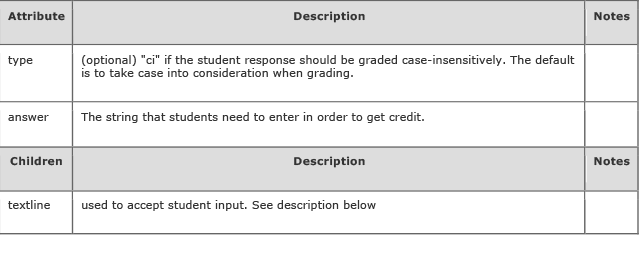 Attribute Description Notes
type (optional) "ci" if the student response should be graded case-insensitively. The default
is to take case into consideration when grading.
answer The string that students need to enter in order to get credit.
Children Description Notes
textline used to accept student input. See description below